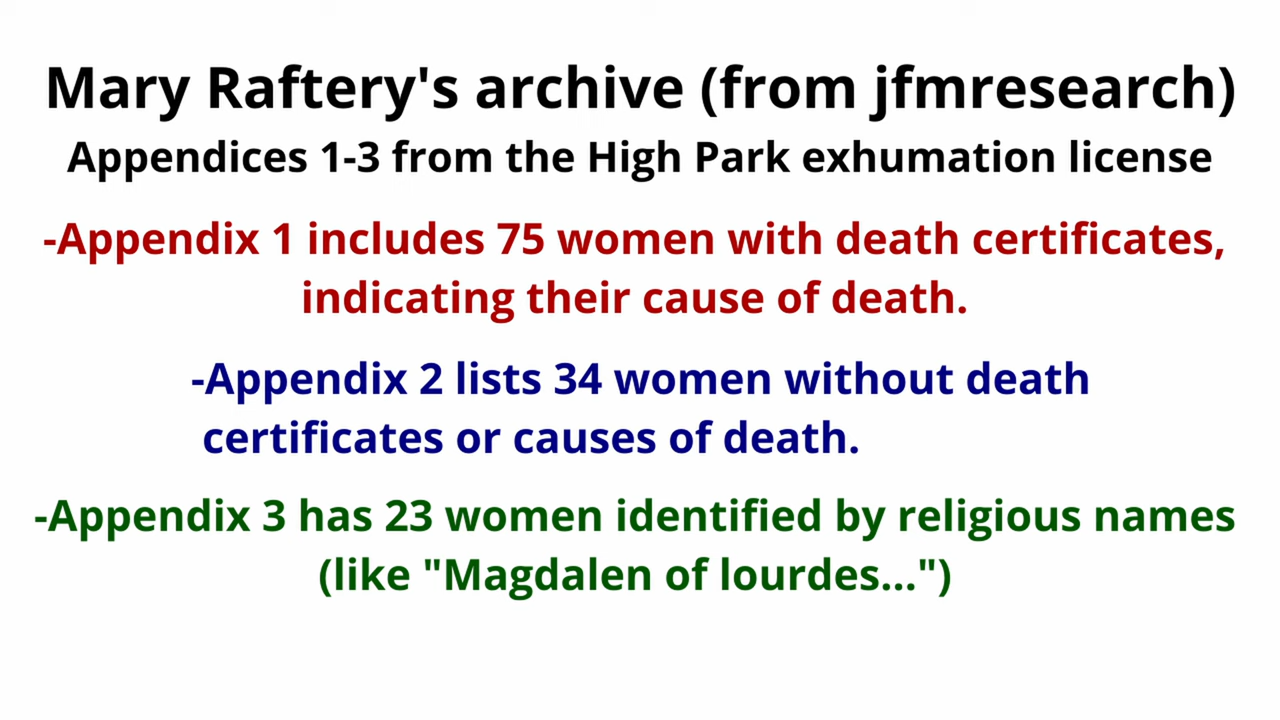 Mary Raftery's archive (from jfmresearch)
Appendices 1-3 from the High Park exhumation license
-Appendix 1 includes 75 women with death certificates,
indicating their cause of death.
-Appendix 2 lists 34 women without death
certificates or causes of death.
-Appendix 3 has 23 women identified by religious names
(like "Magdalen of lourdes...")